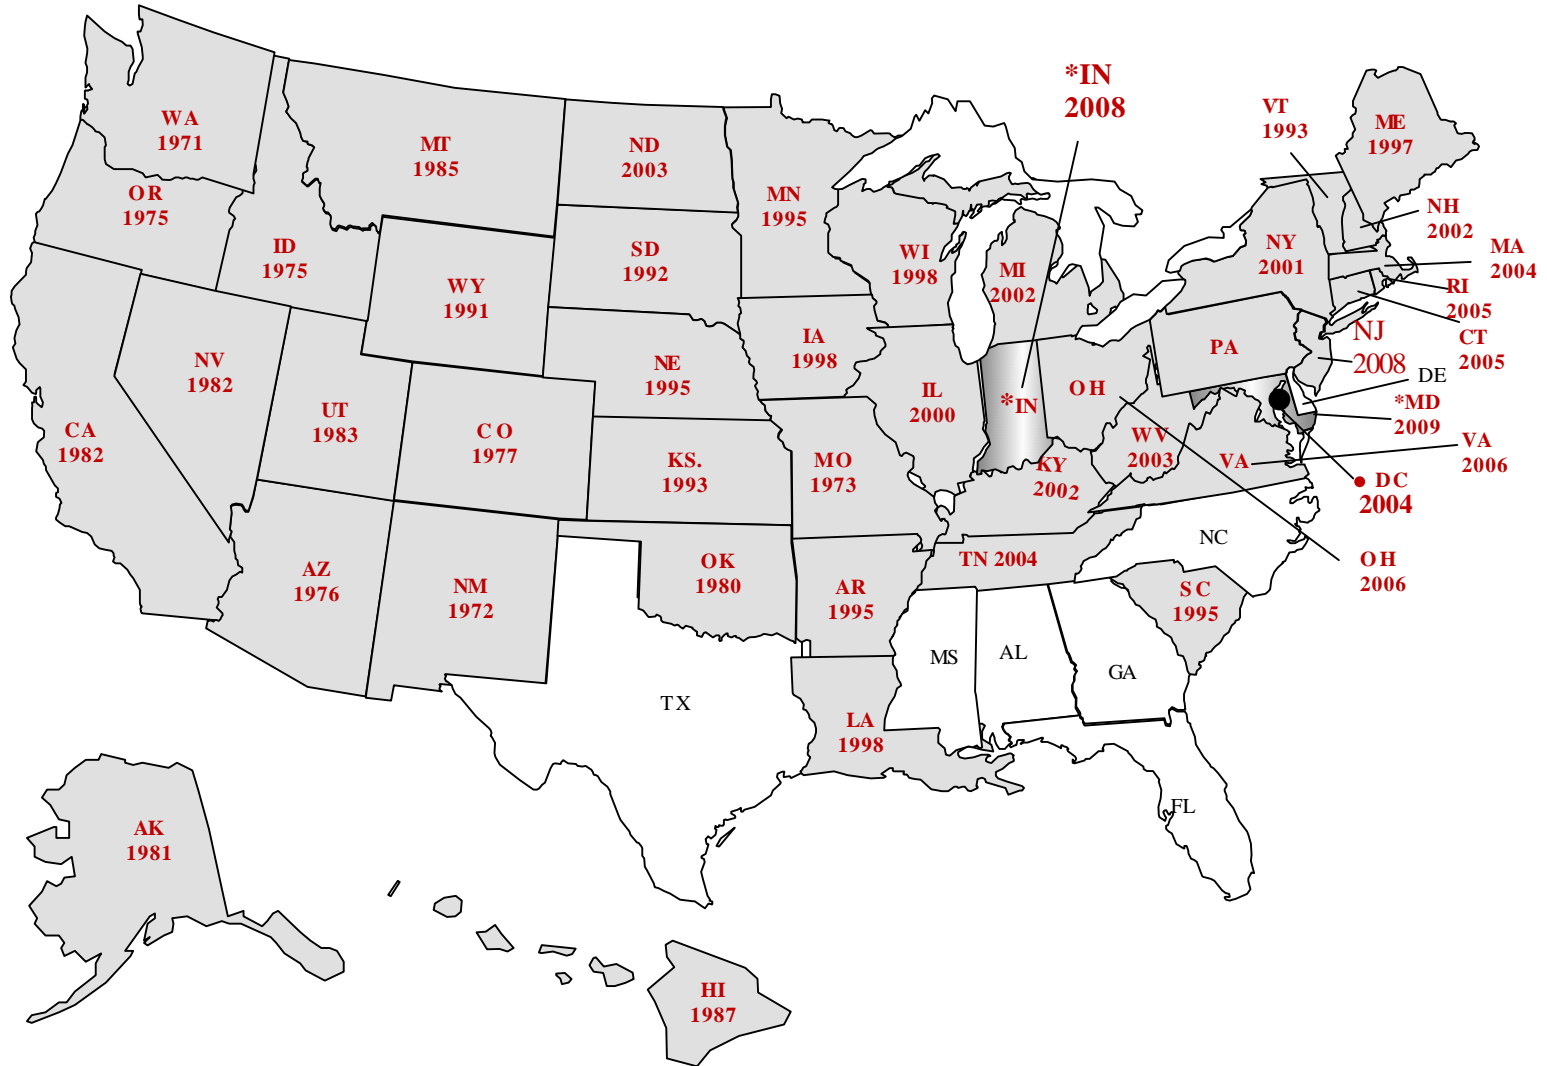 *IN
2008
VT
1993
ME
1997
WA
1971
MT
1985
ND
2003
MN
1995
OR
1975
ID
1975
SD
1992
WI
1998
MI
2002
NY
2001
NH
2002
MA
2004
RI
2005
WY
1991
NV
1982
NE
1995
IA
1998
PA
NJ
2008
CT
2005
DE
CA
1982
UT
1983
CO
1977
KS.
1993
MO
1973
IL
2000
*IN
OH
*MD
2009
WV
2003
VA
VA
2006
KY
2002
• DC
2004
NC
AZ
1976
NM
1972
OK
1980
AR
1995
TN 2004
OH
2006
SC
1995
MS
AL
GA
TX
LA
1998
FL
AK
1981
HI
1987